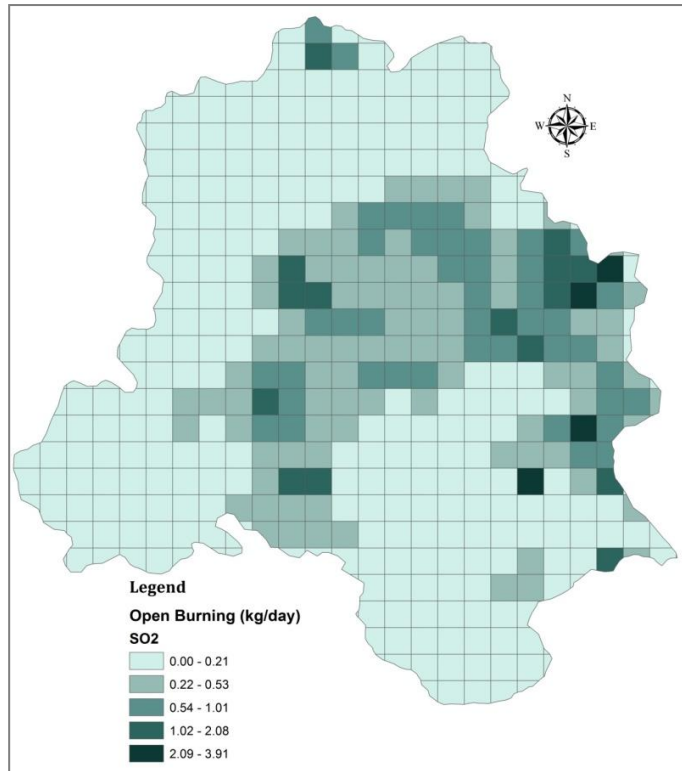 N
W E
S
Legend
Open Burning (kg/day)
SO2
0.00 - 0.21
0.22 - 0.53
0.54 - 1.01
1.02 - 2.08
2.09 - 3.91